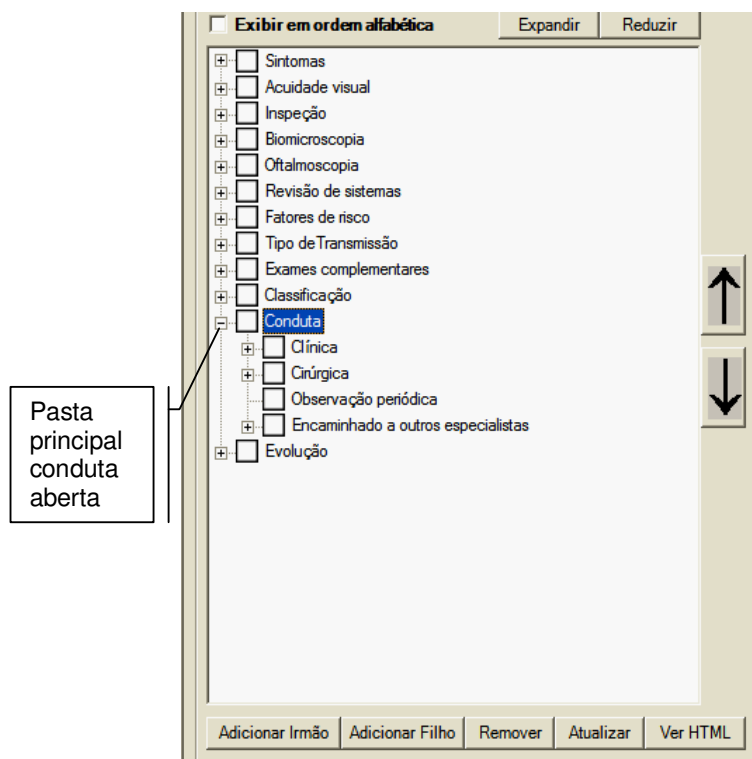 Exibir em ordem alfabética Expandir Reduzir
Sintomas
Acuidade visual
Inspeção
Biomicroscopia
Oftalmoscopia
Revisão de sistemas
Fatores de risco
Tipo de Transmissão
Exames complementares
Classificação
Conduta
Clínica
Cirúrgica
Observação periódica
Encaminhado a outros especialistas
Evolução
Pasta
principal
conduta
aberta
Adicionar Irmão Adicionar Filho Remover Atualizar Ver HTML